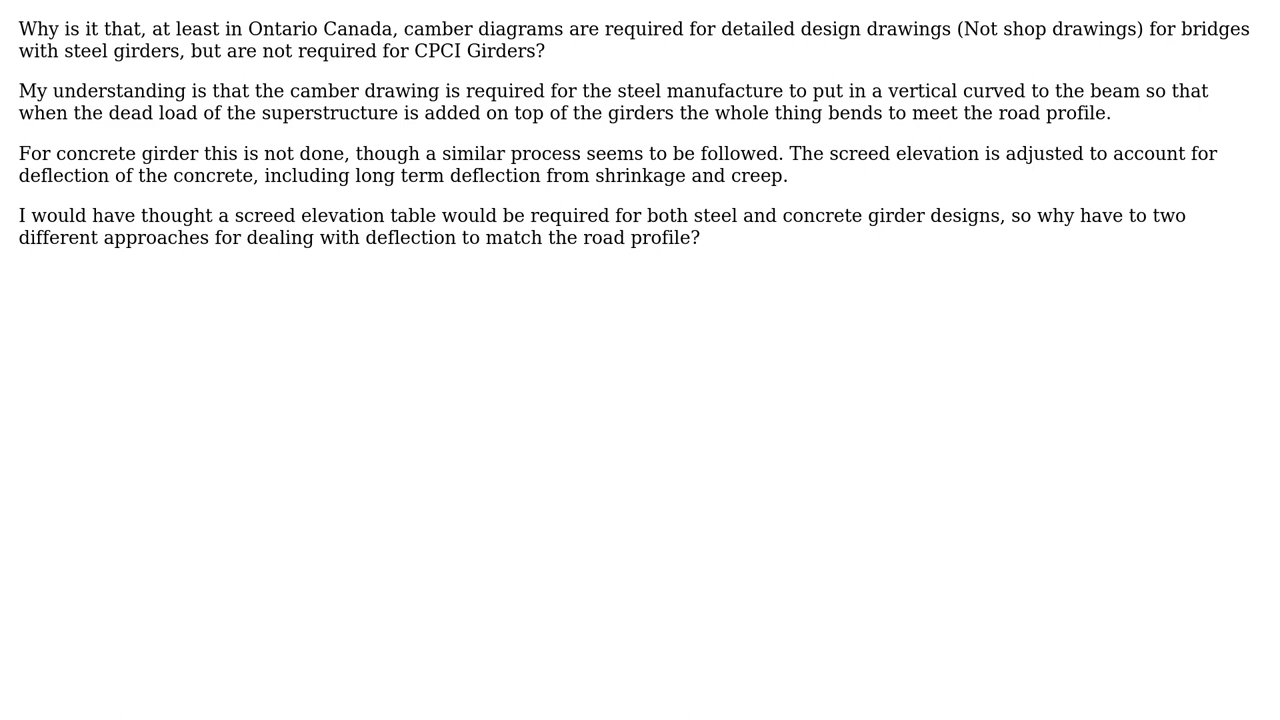 Why is it that, at least in Ontario Canada, camber diagrams are required for detailed design drawings (Not shop drawings) for bridges
with steel girders, but are not required for CPCI Girders?
My understanding is that the camber drawing is required for the steel manufacture to put in a vertical curved to the beam so that
when the dead load of the superstructure is added on top of the girders the whole thing bends to meet the road profile.
For concrete girder this is not done, though a similar process seems to be followed. The screed elevation is adjusted to account for
deflection of the concrete, including long term deflection from shrinkage and creep.
I would have thought a screed elevation table would be required for both steel and concrete girder designs, so why have to two
different approaches for dealing with deflection to match the road profile?